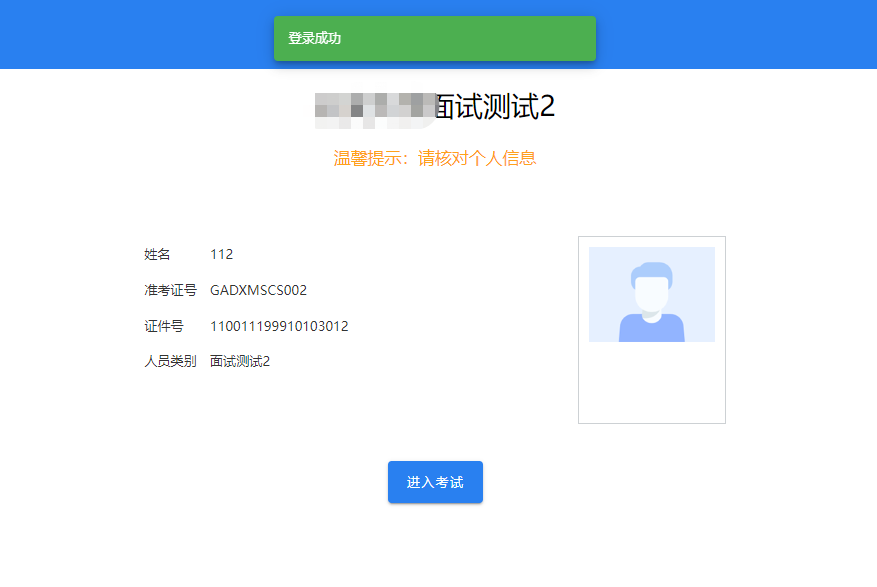 登录成功
面试测试2
温馨提示：请核对个人信息
姓名 112
准考证号 GADXMSCS002
证件号 110011199910103012
人员类别 面试测试2
进入考试